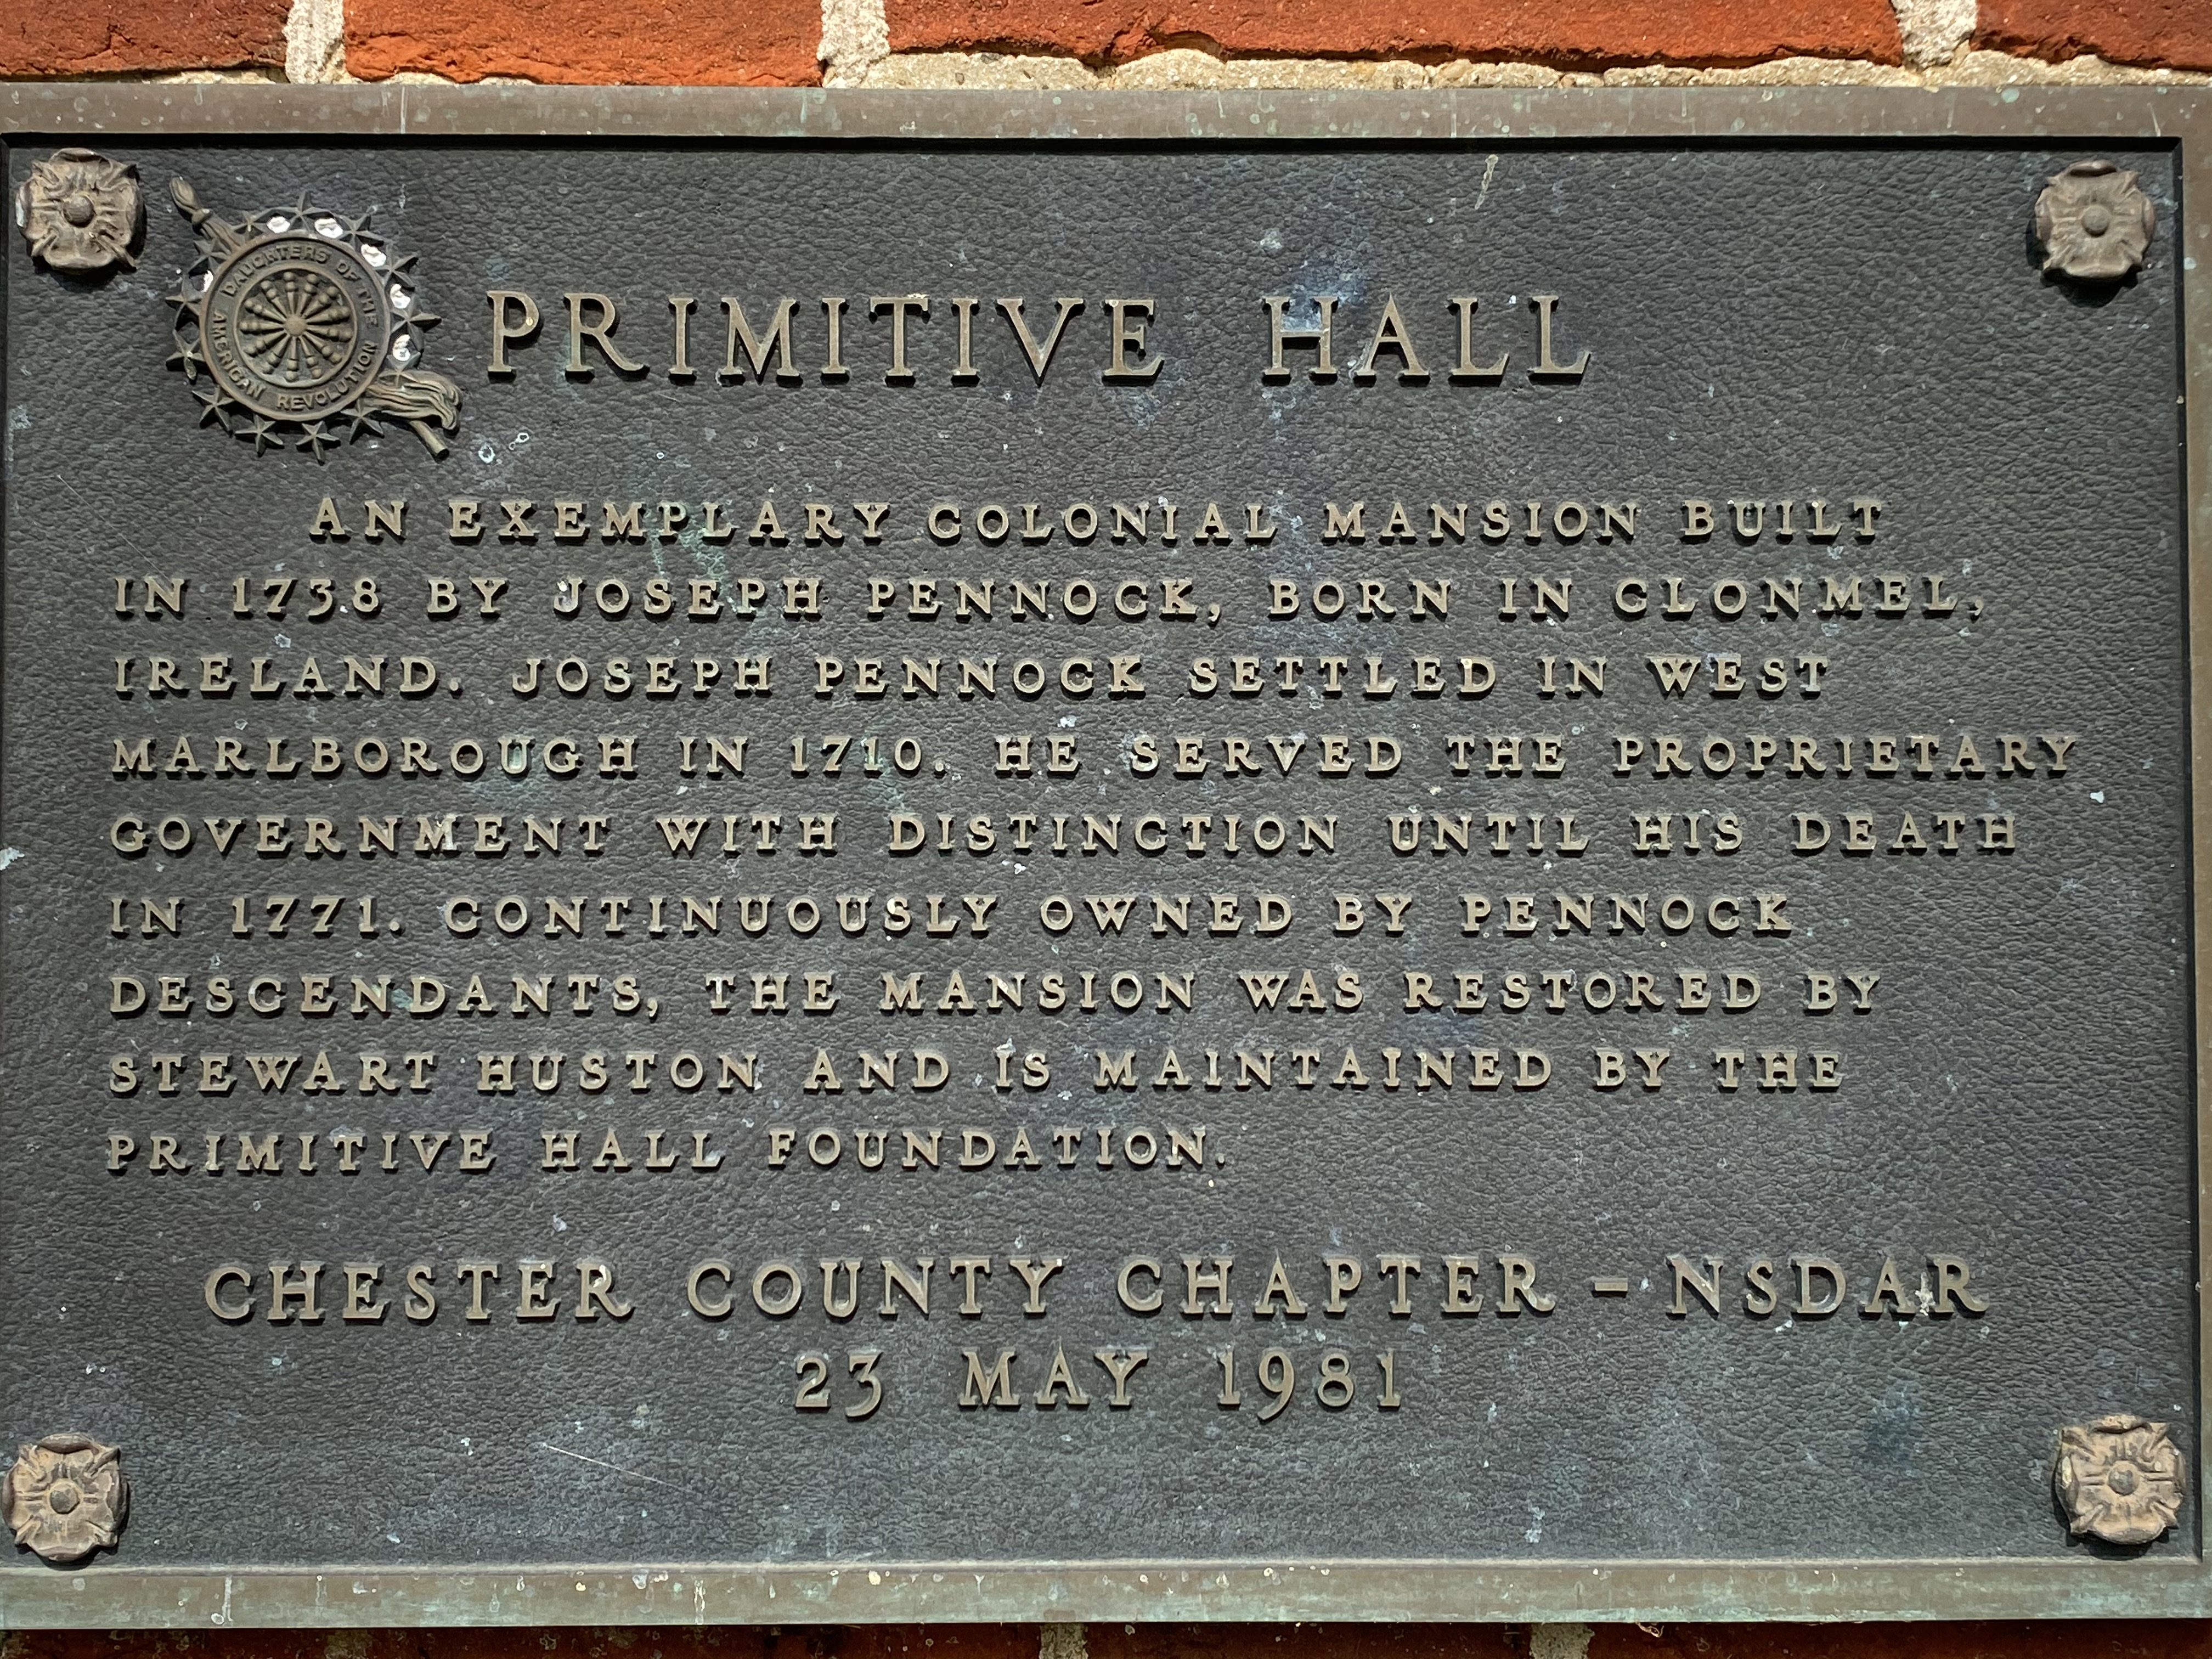 DAUGHTERS OF THE
AMERICAN REVOLUTION
PRIMITIVE HALL
AN EXEMPLARY COLONIAL MANSION BUILT
IN 1738 BY JOSEPH PENNOCK, BORN IN CLONMEL,
IRELAND. JOSEPH PENNOCK SETTLED IN WEST
MARLBOROUGH IN 1710. HE SERVED THE PROPRIETARY
GOVERNMENT WITH DISTINCTION UNTIL HIS DEATH
IN 1771. CONTINUOUSLY OWNED BY PENNOCK
DESCENDANTS, THE MANSION WAS RESTORED BY
STEWART HUSTON AND IS MAINTAINED BY THE
PRIMITIVE HALL FOUNDATION.
CHESTER COUNTY CHAPTER - NSDAR
23 MAY 1981